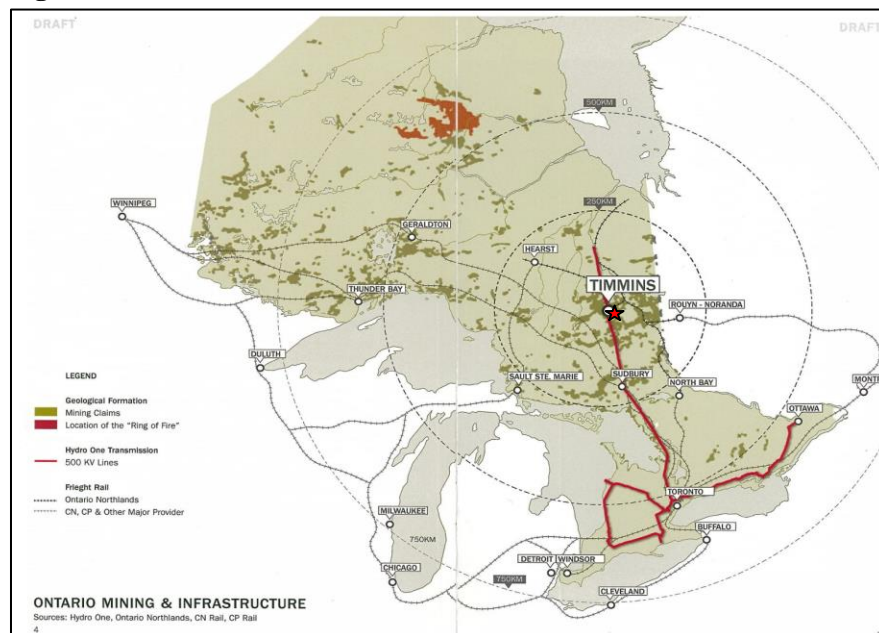 DRAFT
DRAFT
500KM
250KM
WINNIPEG
GERALDTON
HEARST
TIMMINS
THUNDER BAY
ROUYN - NORANDA
DULUTH
SAULT STE. MARIE
SUDBURY
NORTH BAY
MONT
OTTAWA
TORONTO
MILWAUKEE
BUFFALO
750KM
DETROIT
WINDSOR
CHICAGO
750KM
CLEVELAND
LEGEND
Geological Formation
Mining Claims
Location of the "Ring of Fire"
Hydro One Transmission
500 KV Lines
Frieght Rail
Ontario Northlands
CN, CP & Other Major Provider
ONTARIO MINING & INFRASTRUCTURE
Sources: Hydro One, Ontario Northlands, CN Rail, CP Rail
4